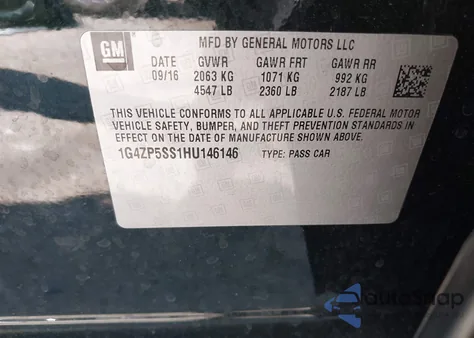 GM
MFD BY GENERAL MOTORS LLC
DATE GVWR GAWR FRT GAWR RR
09/16 2063 KG 1071 KG 992 KG
4547 LB 2360 LB 2187 LB
THIS VEHICLE CONFORMS TO ALL APPLICABLE U.S. FEDERAL MOTOR
VEHICLE SAFETY, BUMPER, AND THEFT PREVENTION STANDARDS IN
EFFECT ON THE DATE OF MANUFACTURE SHOWN ABOVE.
1G4ZP5SS1HU146146 TYPE: PASS CAR
AutoSnap